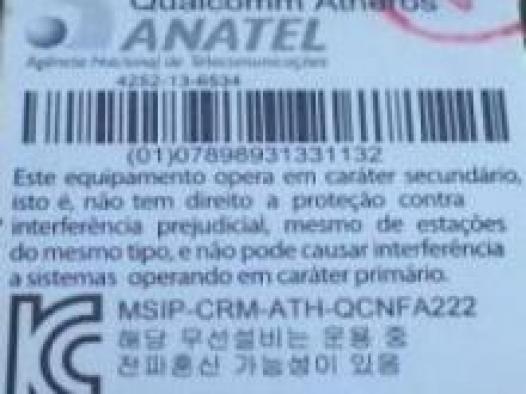 Qualcomm Atheros
ANATEL
Agência Nacional de Telecomunicações
4252-13-6534
(01)07898931331132
Este equipamento opera em caráter secundário,
isto é, não tem direito a proteção contra
interferência prejudicial, mesmo de estações
do mesmo tipo, e não pode causar interferência
a sistemas operando em caráter primário.
MSIP-CRM-ATH-QCNFA222
해당 무선설비는 운용 중
전파혼신 가능성이 있음